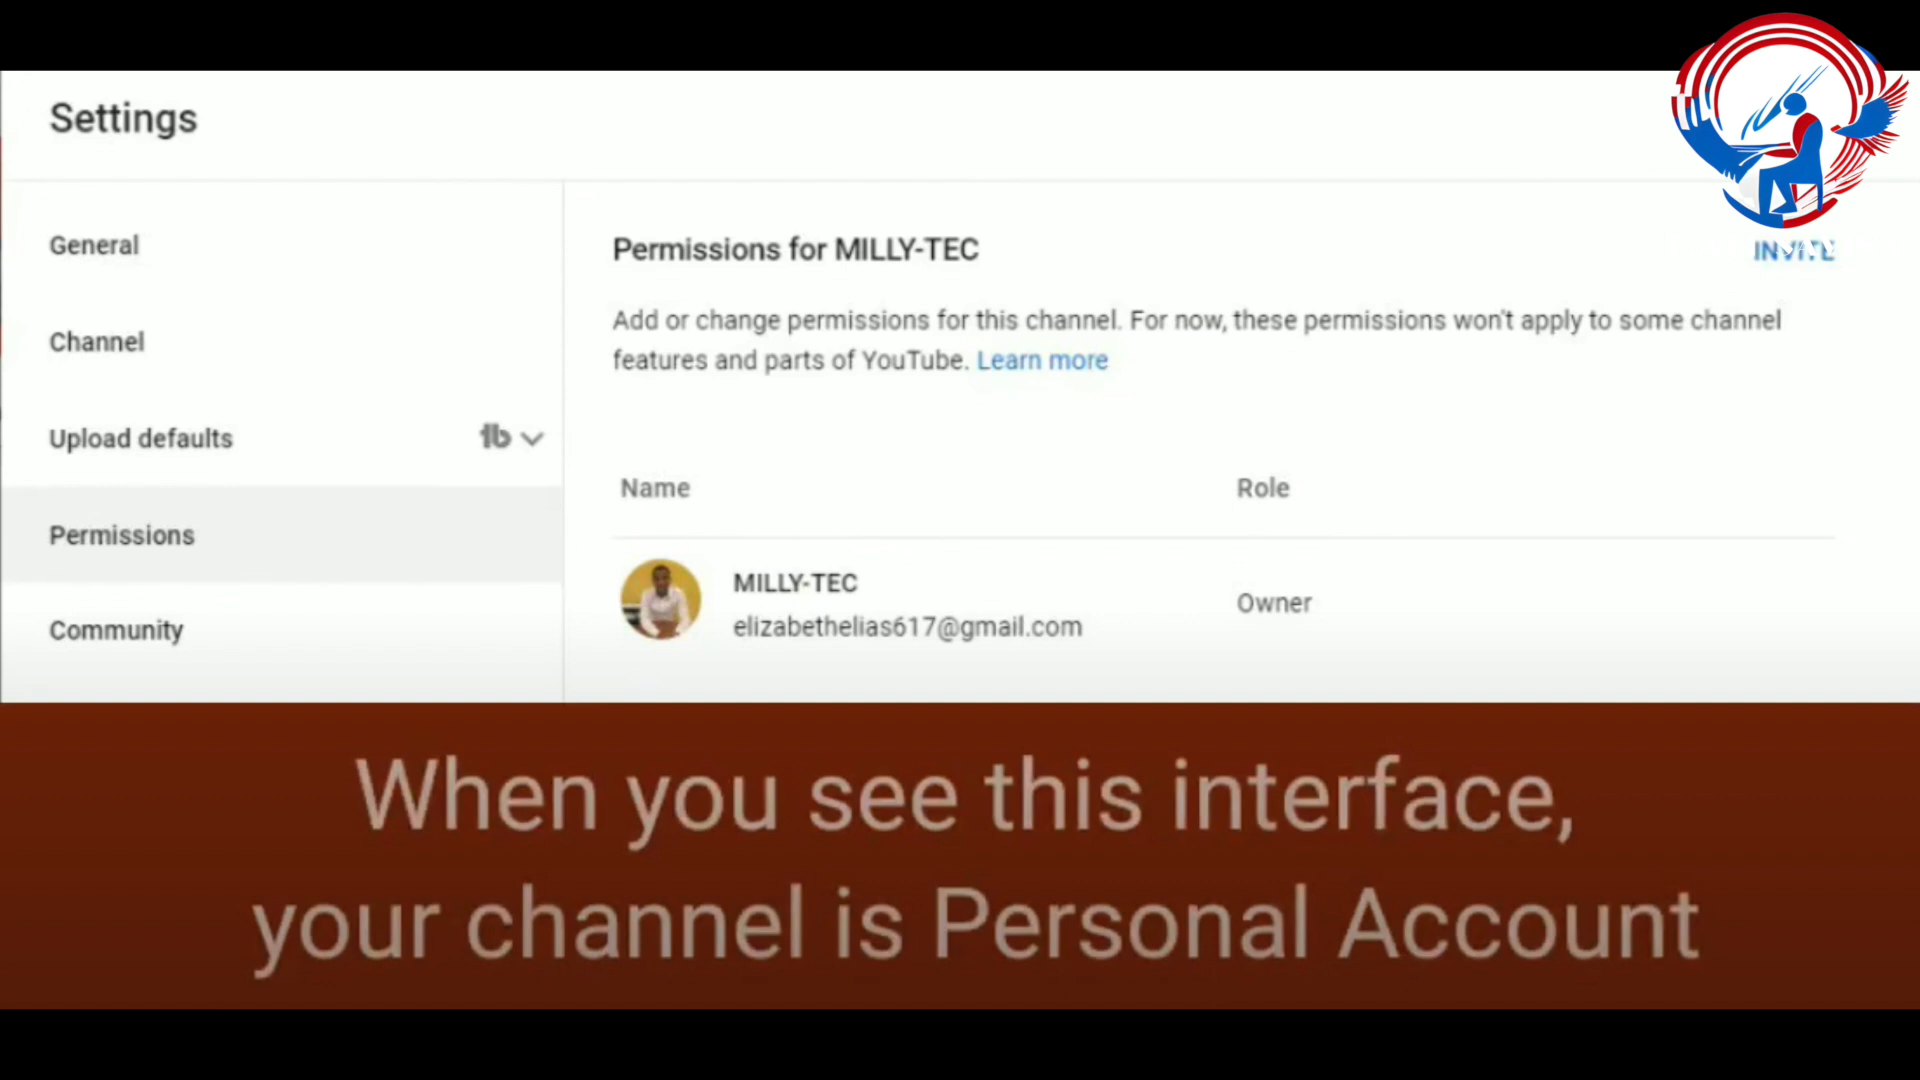 Settings
General
Channel
Upload defaults
Permissions
Community
Permissions for MILLY-TEC
INVITE
Add or change permissions for this channel. For now, these permissions won't apply to some channel
features and parts of YouTube. Learn more
Name Role
MILLY-TEC
elizabethelias617@gmail.com
Owner
When you see this interface,
your channel is Personal Account